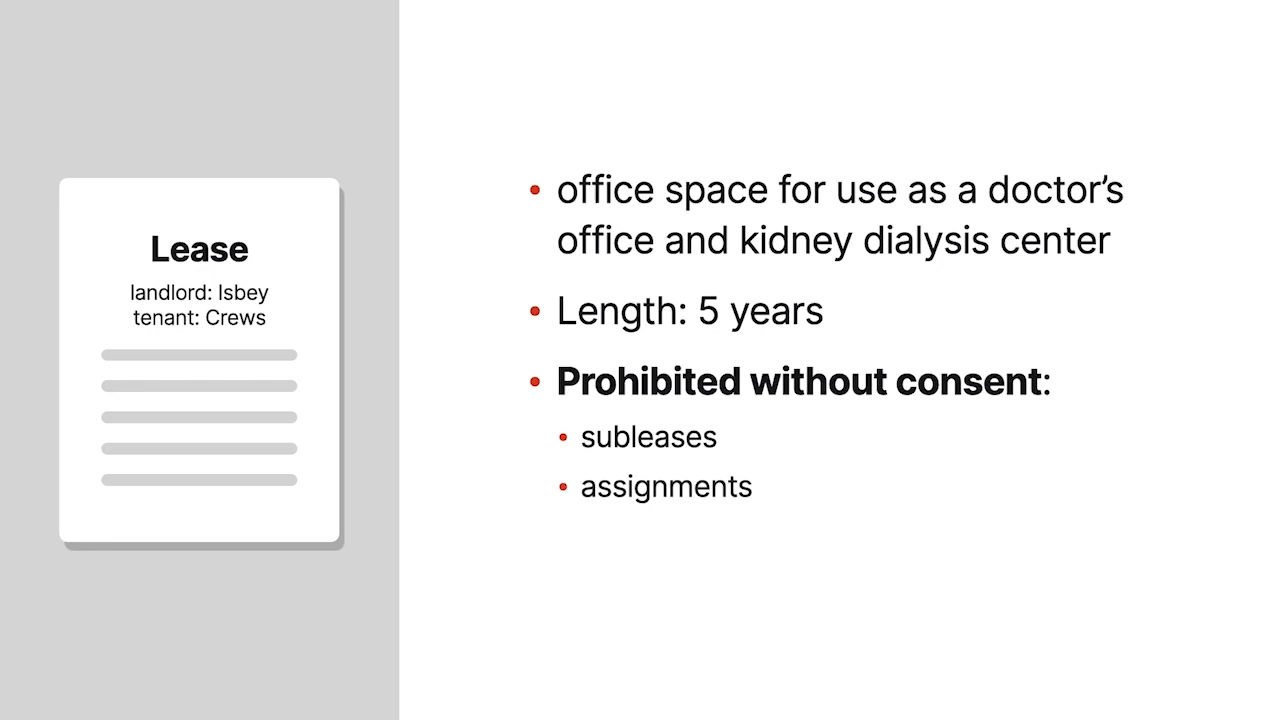 Lease
landlord: Isbey
tenant: Crews
• office space for use as a doctor’s
office and kidney dialysis center
• Length: 5 years
• Prohibited without consent:
• subleases
• assignments